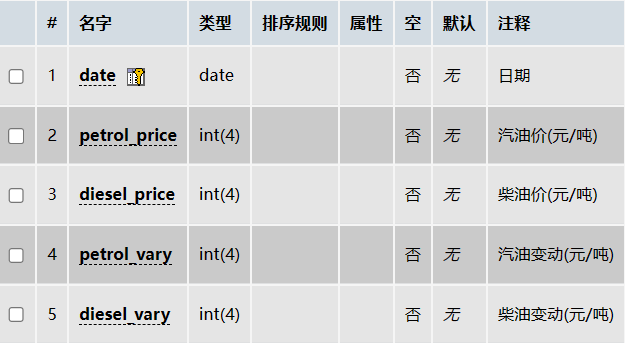 # 名字 类型 排序规则 属性 空 默认 注释
1 date date 否 无 日期
2 petrol_price int(4) 否 无 汽油价(元/吨)
3 diesel_price int(4) 否 无 柴油价(元/吨)
4 petrol_vary int(4) 否 无 汽油变动(元/吨)
5 diesel_vary int(4) 否 无 柴油变动(元/吨)